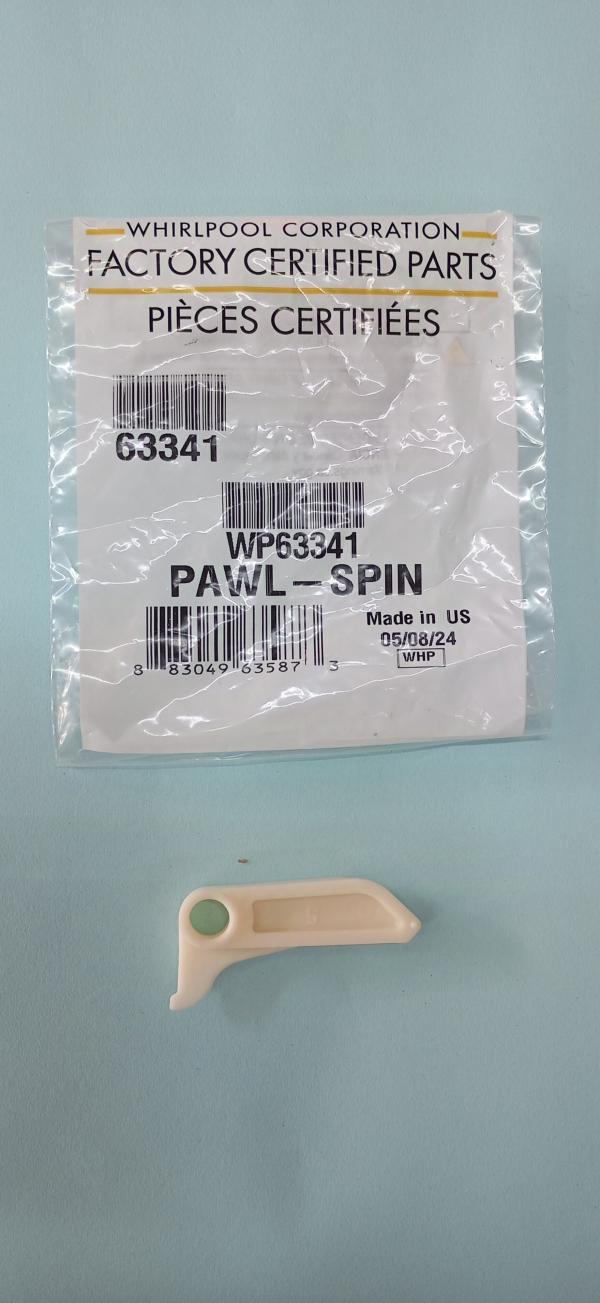 WHIRLPOOL CORPORATION
FACTORY CERTIFIED PARTS
PIÈCES CERTIFIÉES
63341
WP63341
PAWL-SPIN
Made in US
05/08/24
WHP
8 83049 63587 3